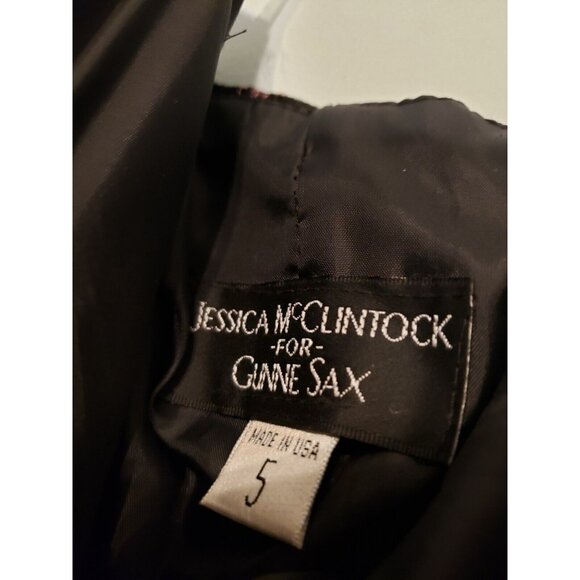 JESSICA McCLINTOCK
-FOR-
GUNNE SAX
MADE IN USA
5